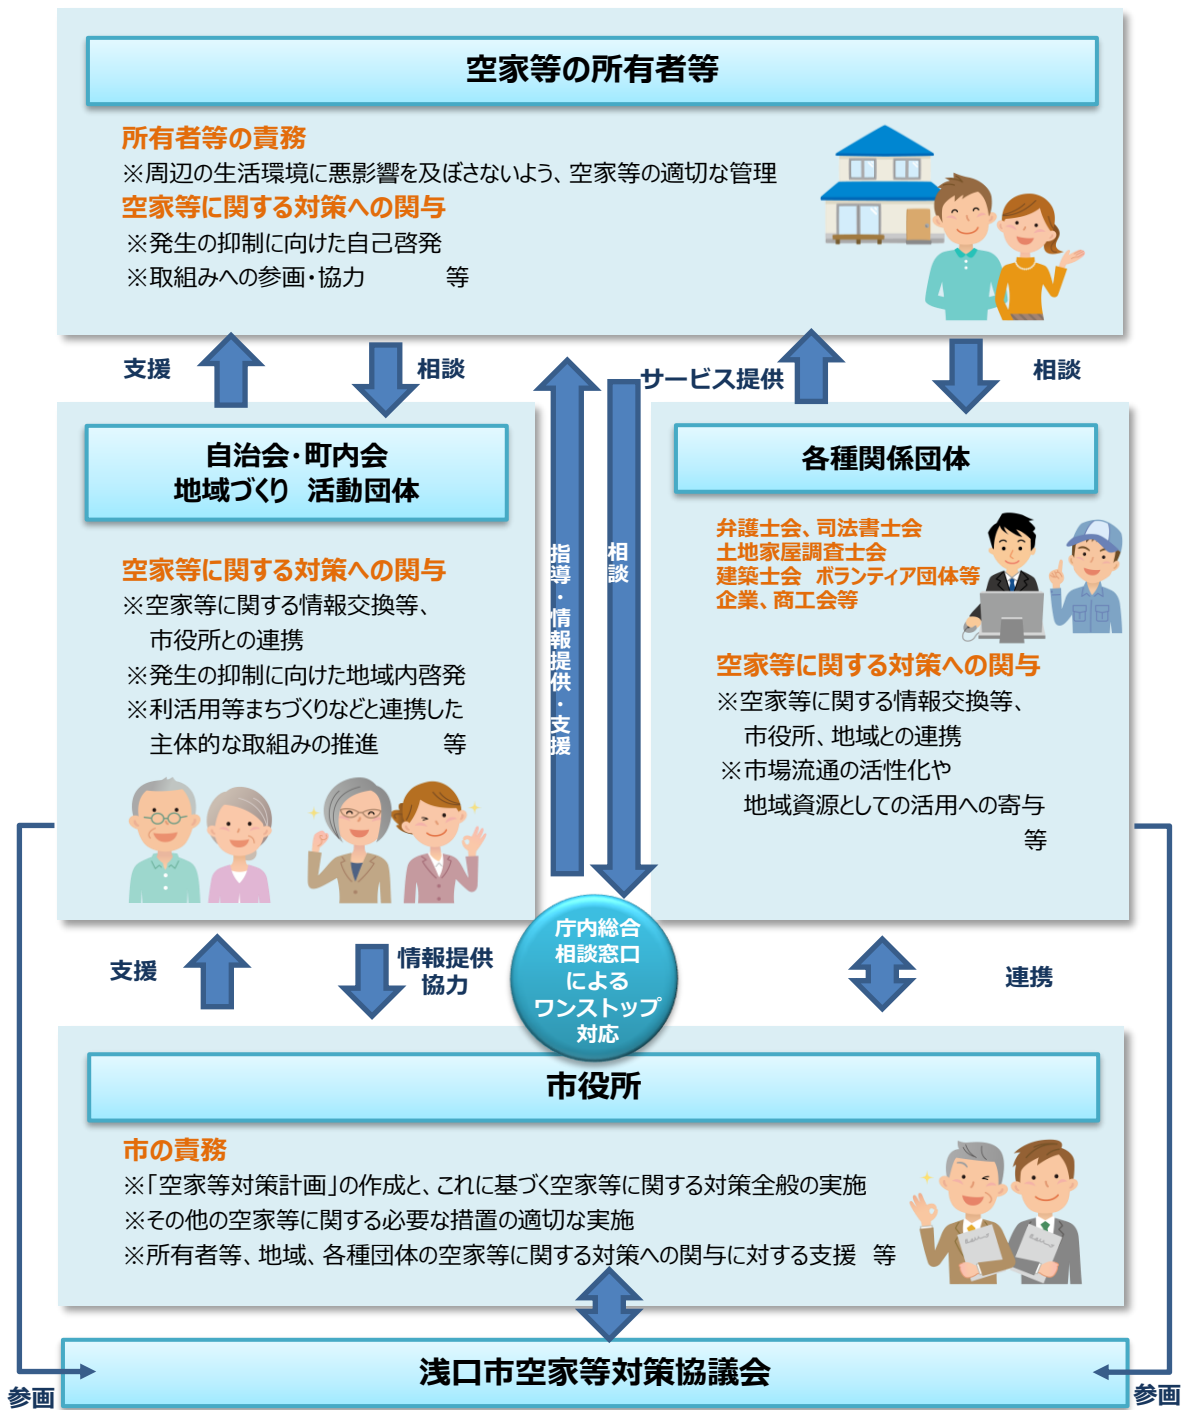 空家等の所有者等
所有者等の責務
※周辺の生活環境に悪影響を及ぼさないよう、空家等の適切な管理
空家等に関する対策への関与
※発生の抑制に向けた自己啓発
※取組みへの参画・協力　　　等
支援
相談
サービス提供
相談
自治会・町内会
地域づくり 活動団体
空家等に関する対策への関与
※空家等に関する情報交換等、
市役所との連携
※発生の抑制に向けた地域内啓発
※利活用等まちづくりなどと連携した
主体的な取組みの推進　　　等
指導・情報提供・支援
相談
各種関係団体
弁護士会、司法書士会
土地家屋調査士会
建築士会 ボランティア団体等
企業、商工会等
空家等に関する対策への関与
※空家等に関する情報交換等、
市役所、地域との連携
※市場流通の活性化や
地域資源としての活用への寄与
等
支援
情報提供
協力
庁内総合
相談窓口
による
ワンストップ
対応
連携
市役所
市の責務
※「空家等対策計画」の作成と、これに基づく空家等に関する対策全般の実施
※その他の空家等に関する必要な措置の適切な実施
※所有者等、地域、各種団体の空家等に関する対策への関与に対する支援 等
浅口市空家等対策協議会
参画
参画